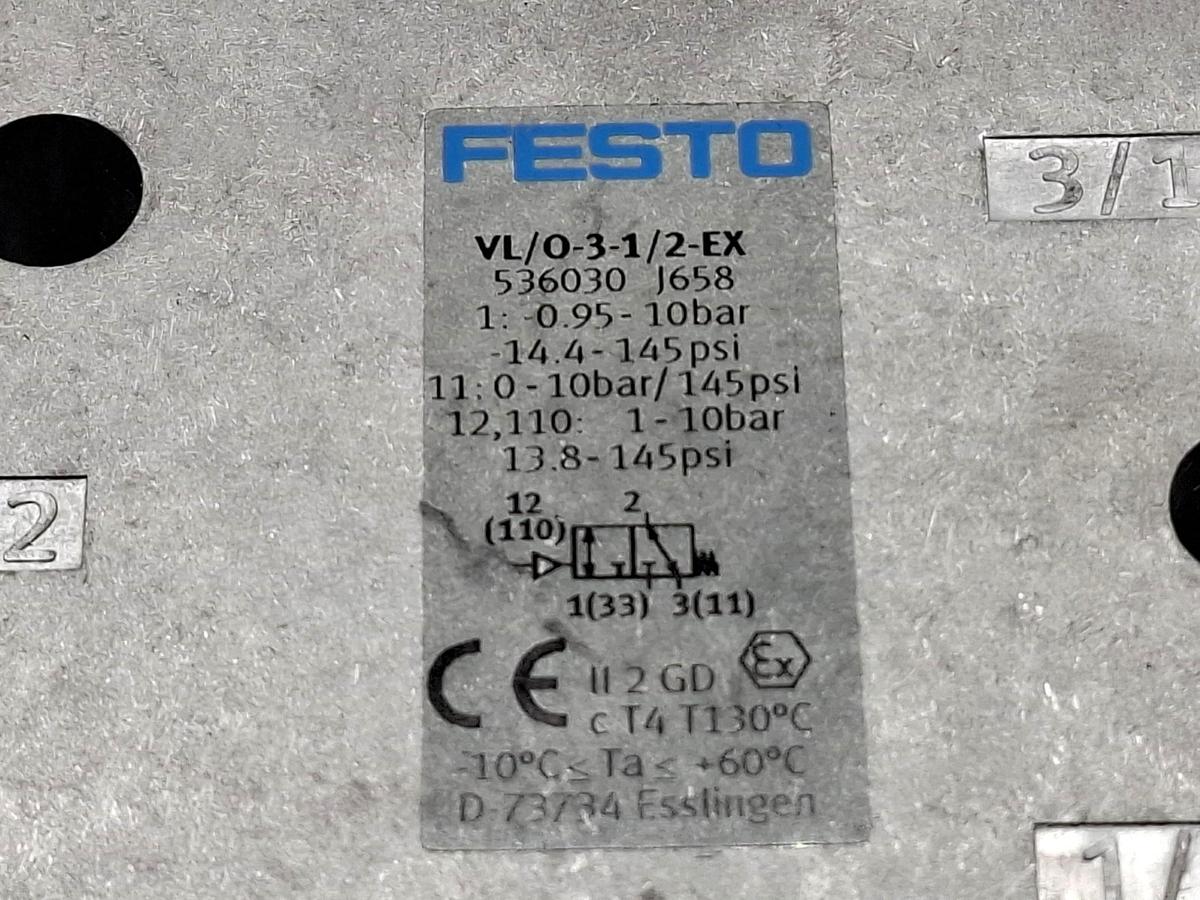 FESTO
VL/O-3-1/2-EX
536030 J658
1: -0.95 - 10bar
-14.4 - 145psi
11: 0 - 10bar/ 145psi
12,110: 1 - 10bar
13.8 - 145psi
12 2
(110)
1(33) 3(11)
CE II 2 GD Ex
c T4 T130°C
-10°C ≤ Ta ≤ +60°C
D-73734 Esslingen
3/1
2
1/